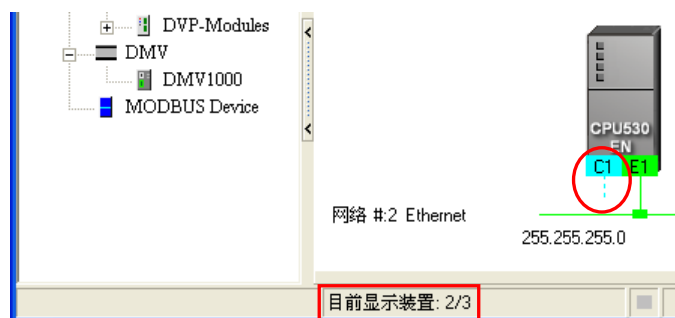 DVP-Modules
DMV
DMV1000
MODBUS Device
CPU530
EN
C1 E1
网络 #:2 Ethernet
255.255.255.0
目前显示装置: 2/3